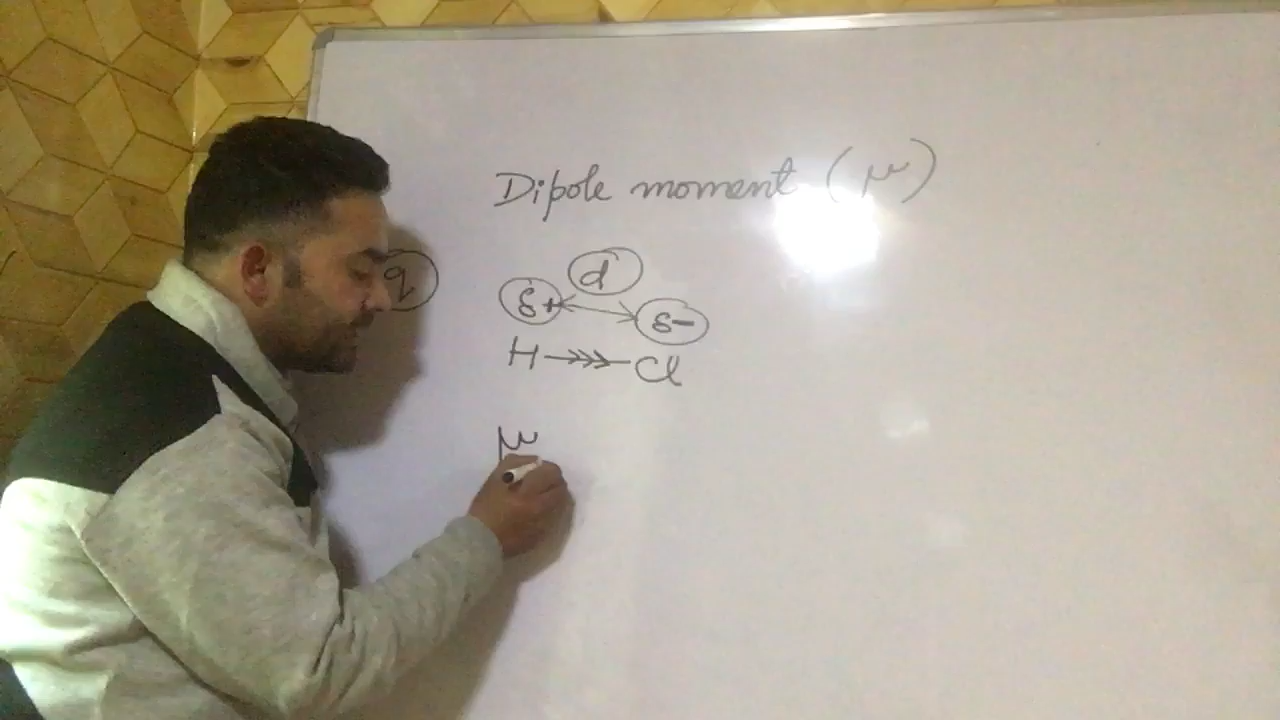 Dipole moment (μ)
q d
δ+ δ-
H Cl
μ